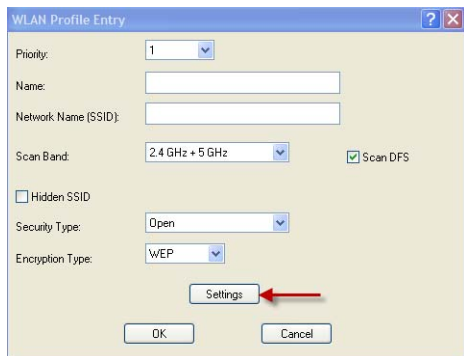 WLAN Profile Entry
Priority: 1
Name:
Network Name (SSID):
Scan Band: 2.4 GHz + 5 GHz Scan DFS
Hidden SSID
Security Type: Open
Encryption Type: WEP
Settings
OK Cancel